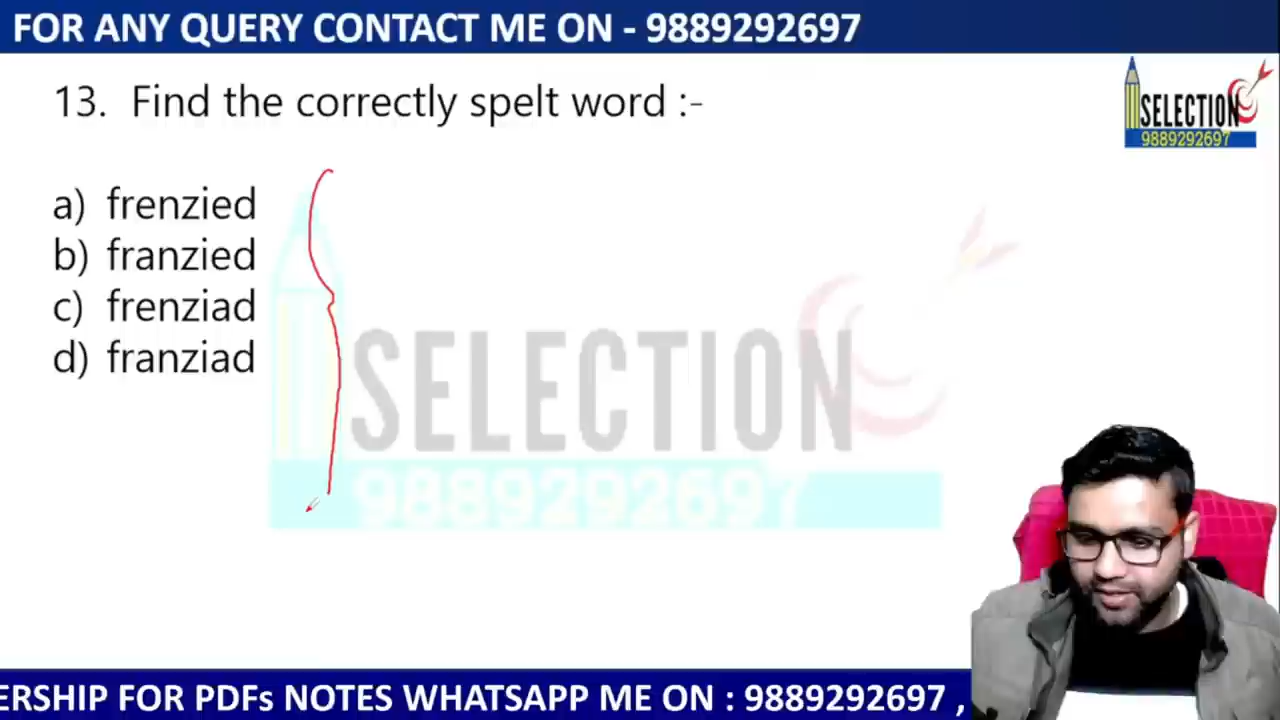 FOR ANY QUERY CONTACT ME ON - 9889292697
SELECTION
9889292697
13. Find the correctly spelt word :-
a) frenzied
b) franzied
c) frenziad
d) franziad
SELECTION
9889292697
ERSHIP FOR PDFs NOTES WHATSAPP ME ON : 9889292697 ,